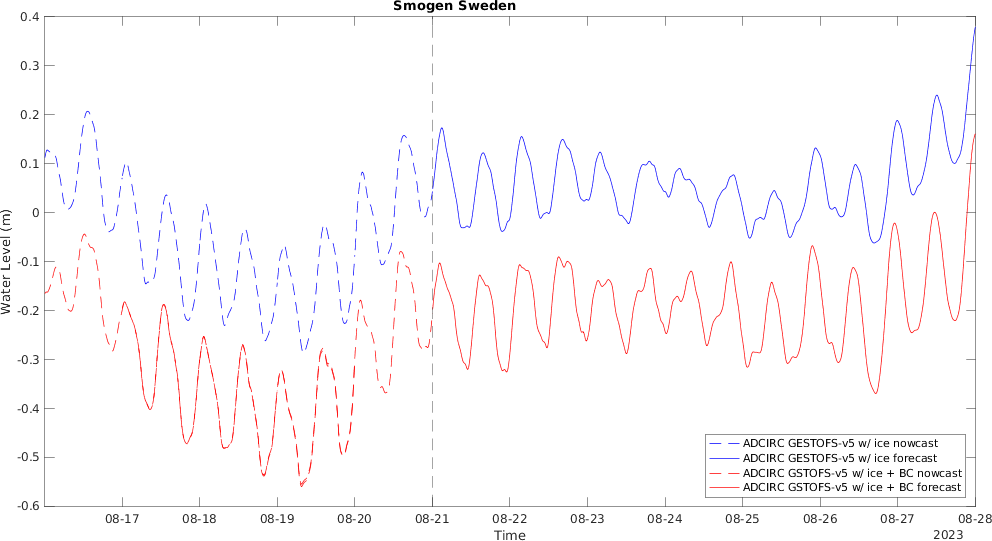 Smogen Sweden
0.4
0.3
0.2
0.1
0
-0.1
-0.2
-0.3
-0.4
-0.5
-0.6
Water Level (m)
ADCIRC GESTOFS-v5 w/ ice nowcast
ADCIRC GESTOFS-v5 w/ ice forecast
ADCIRC GSTOFS-v5 w/ ice + BC nowcast
ADCIRC GSTOFS-v5 w/ ice + BC forecast
08-17 08-18 08-19 08-20 08-21 08-22 08-23 08-24 08-25 08-26 08-27 08-28
Time
2023